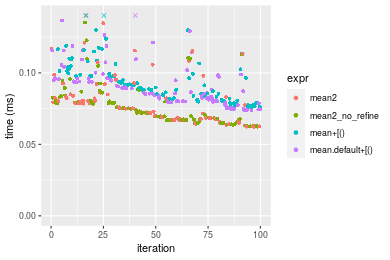 time (ms)
0.10
0.05
0.00
0
25
50
75
100
iteration
expr
mean2
mean2_no_refine
mean+[()
mean.default+[()